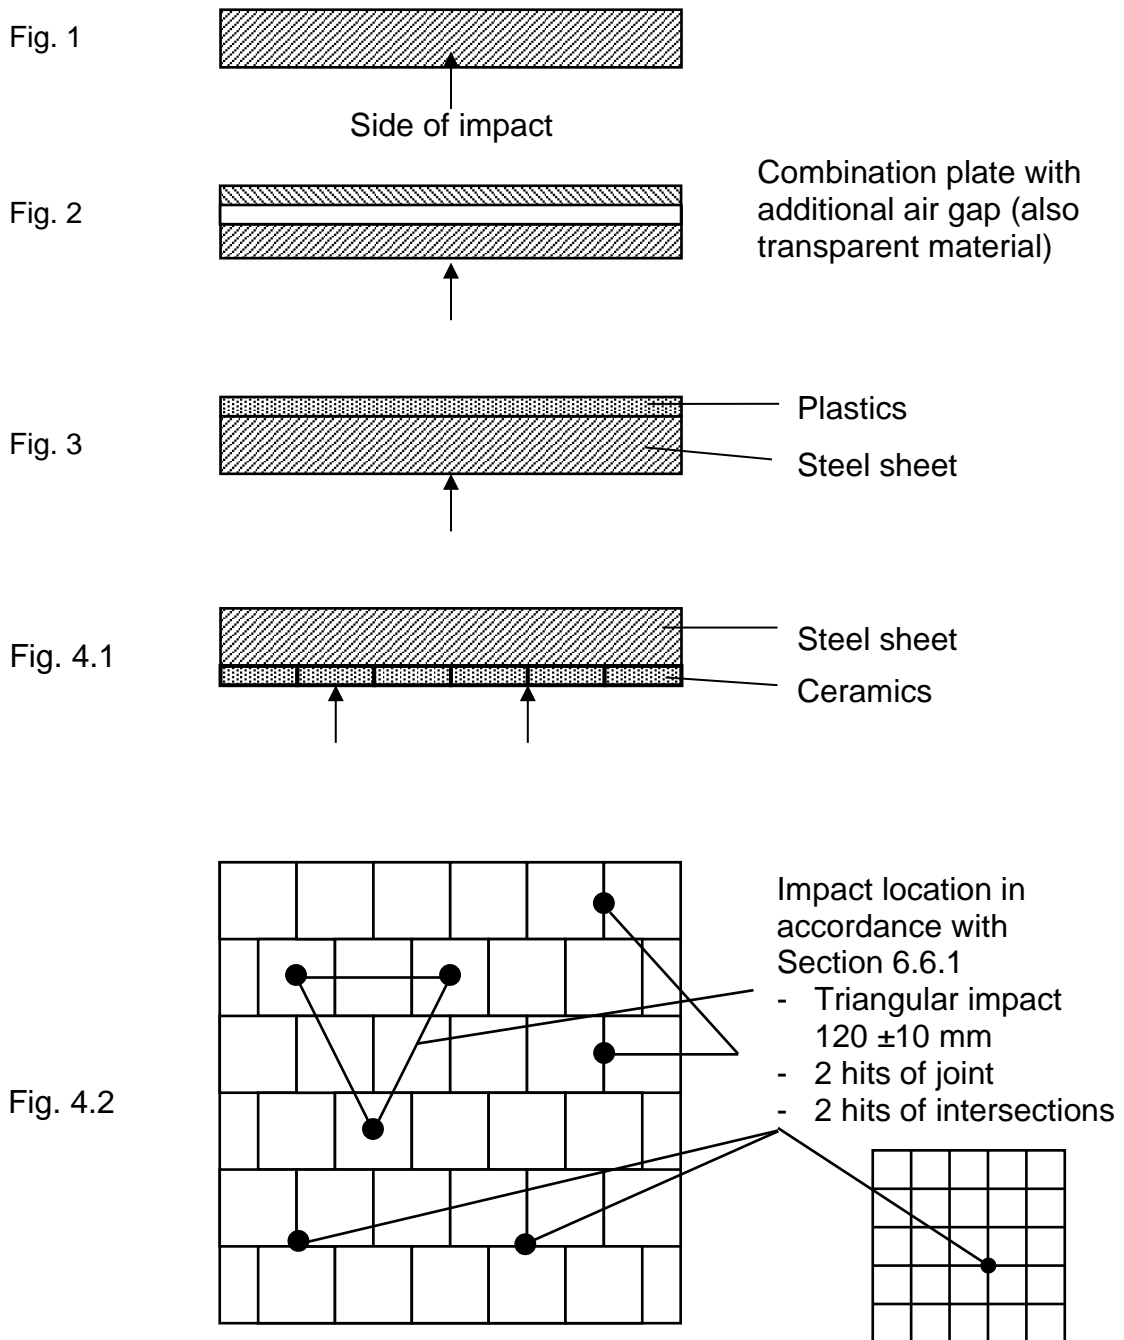 Fig. 1
Side of impact
Fig. 2
Combination plate with
additional air gap (also
transparent material)
Fig. 3
Plastics
Steel sheet
Fig. 4.1
Steel sheet
Ceramics
Fig. 4.2
Impact location in
accordance with
Section 6.6.1
- Triangular impact
120 ±10 mm
- 2 hits of joint
- 2 hits of intersections